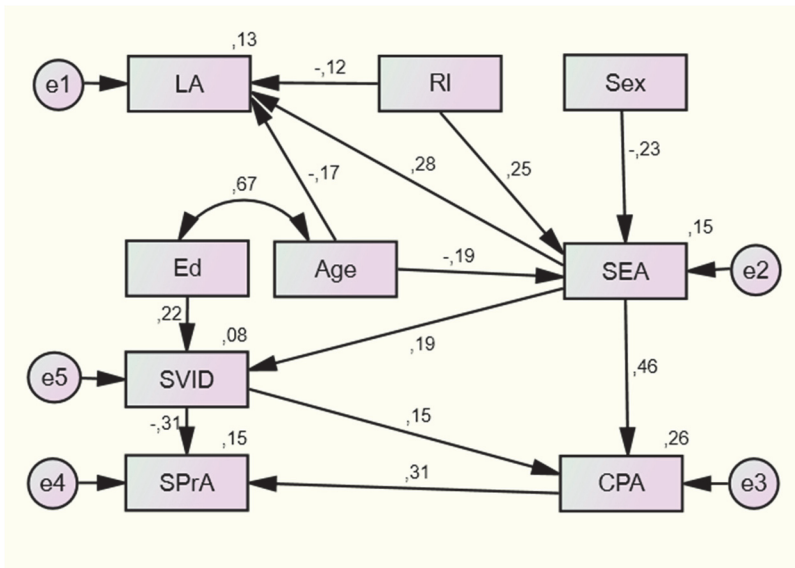 ,13
e1
LA
-,12
RI
Sex
-,17
,28
,25
-,23
,67
,15
Ed
Age
-,19
SEA
e2
,22
,08
,19
e5
SVID
,46
-,31
,15
,15
,26
e4
SPrA
,31
CPA
e3